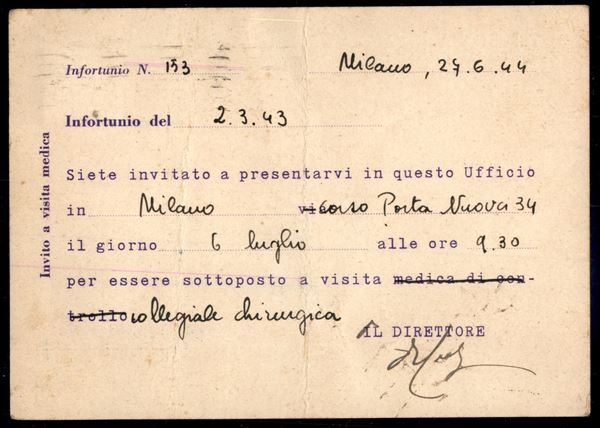 Infortunio N. 153 Milano, 27.6.44
Infortunio del 2.3.43
Invito a visita medica
Siete invitato a presentarvi in questo Ufficio
in Milano via corso Porta Nuova 34
il giorno 6 luglio alle ore 9.30
per essere sottoposto a visita medica di con-
trollo collegiale chirurgica
IL DIRETTORE